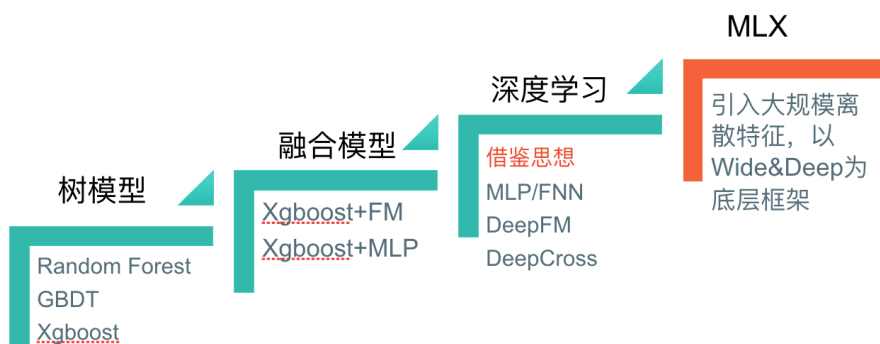 树模型
Random Forest
GBDT
Xgboost
融合模型
Xgboost+FM
Xgboost+MLP
深度学习
借鉴思想
MLP/FNN
DeepFM
DeepCross
MLX
引入大规模离
散特征，以
Wide&Deep为
底层框架